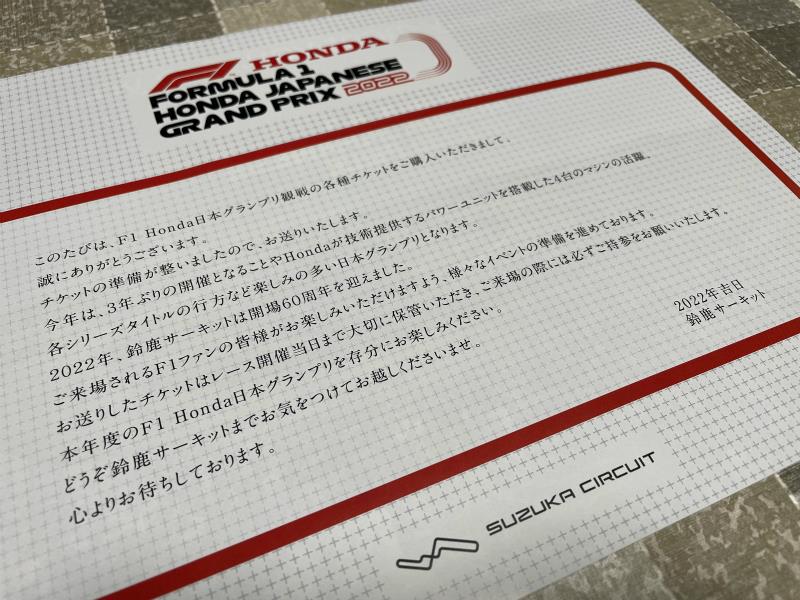 F1 HONDA
FORMULA 1
HONDA JAPANESE
GRAND PRIX 2022
このたびは、F1 Honda日本グランプリ観戦の各種チケットをご購入いただきまして、
誠にありがとうございます。
チケットの準備が整いましたので、お送りいたします。
今年は、3年ぶりの開催となることやHondaが技術提供するパワーユニットを搭載した4台のマシンの活躍、
各シリーズタイトルの行方など楽しみの多い日本グランプリとなります。
2022年、鈴鹿サーキットは開場60周年を迎えました。
ご来場されるF1ファンの皆様がお楽しみいただけますよう、様々なイベントの準備を進めております。
お送りしたチケットはレース開催当日まで大切に保管いただき、ご来場の際には必ずご持参をお願いいたします。
本年度のF1 Honda日本グランプリを存分にお楽しみください。
どうぞ鈴鹿サーキットまでお気をつけてお越しくださいませ。
心よりお待ちしております。
2022年吉日
鈴鹿サーキット
SUZUKA CIRCUIT